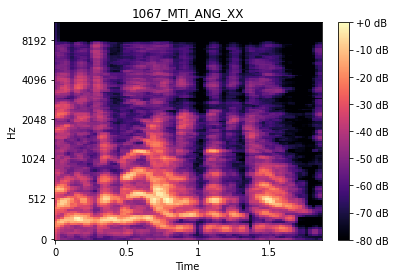 1067_MTI_ANG_XX
8192
4096
2048
1024
512
0
Hz
0
0.5
1
1.5
Time
+0 dB
-10 dB
-20 dB
-30 dB
-40 dB
-50 dB
-60 dB
-70 dB
-80 dB